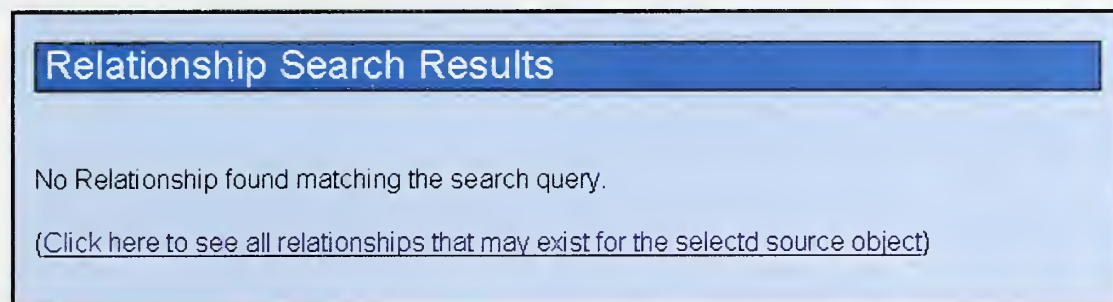 Relationship Search Results
No Relationship found matching the search query.
(Click here to see all relationships that may exist for the selectd source object)